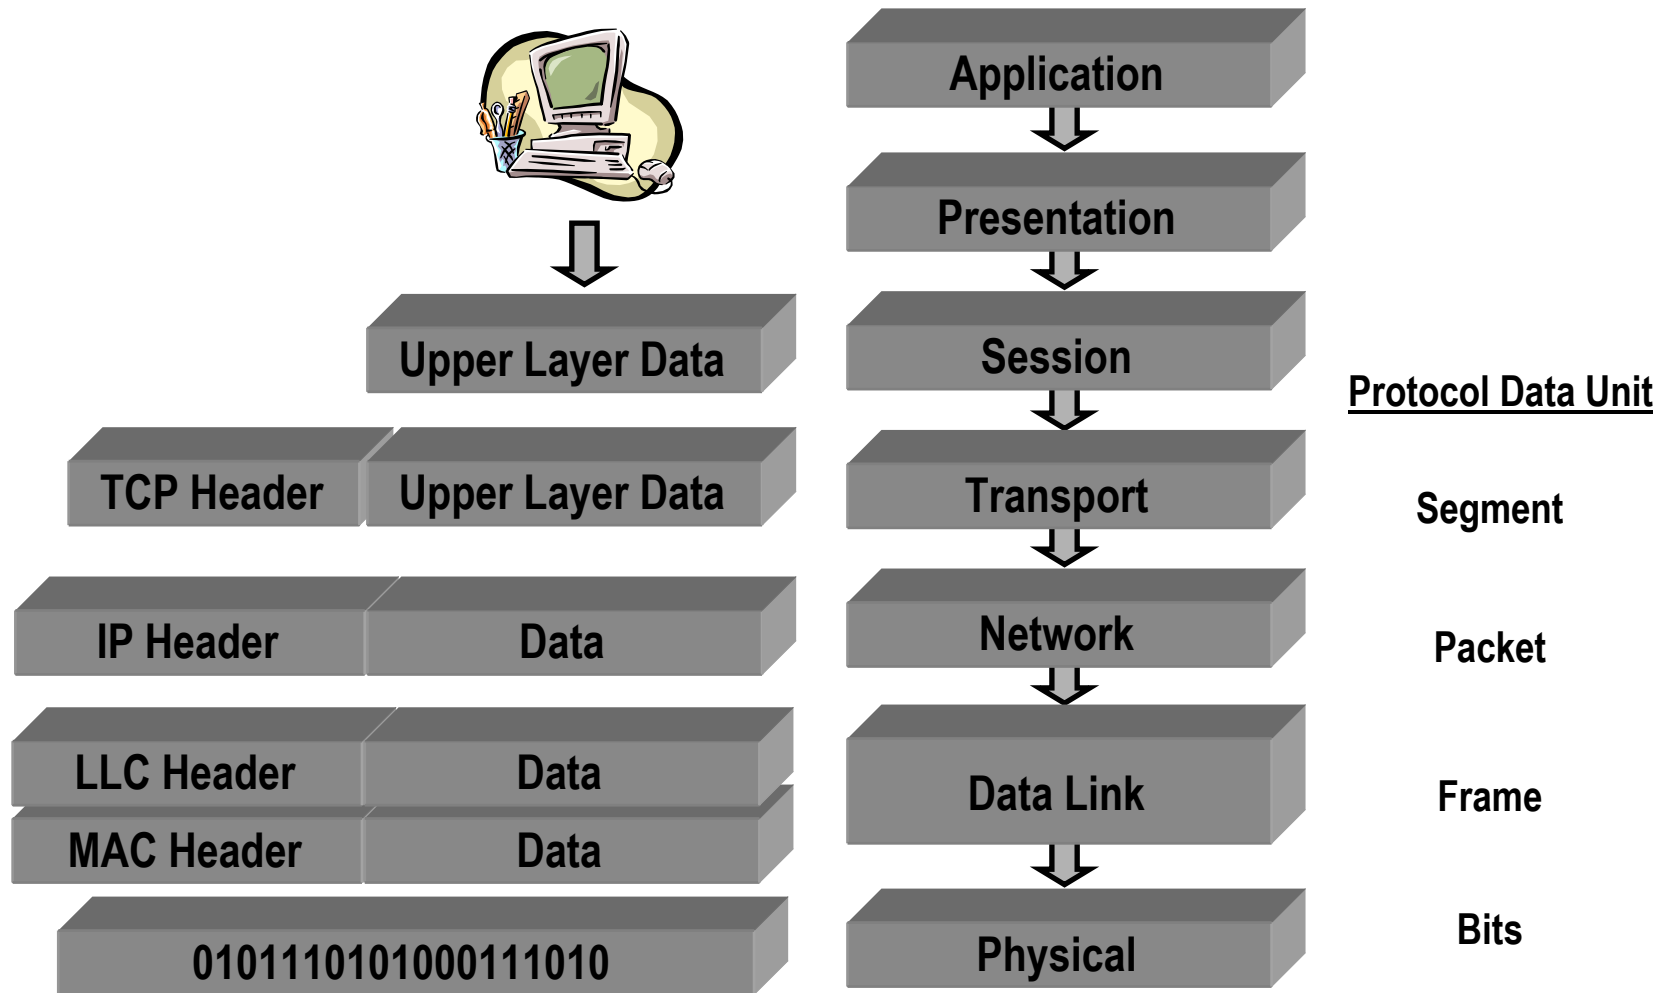 Application
Presentation
Upper Layer Data
Session
Protocol Data Unit
TCP Header
Upper Layer Data
Transport
Segment
IP Header
Data
Network
Packet
LLC Header
Data
Data Link
Frame
MAC Header
Data
0101110101000111010
Physical
Bits